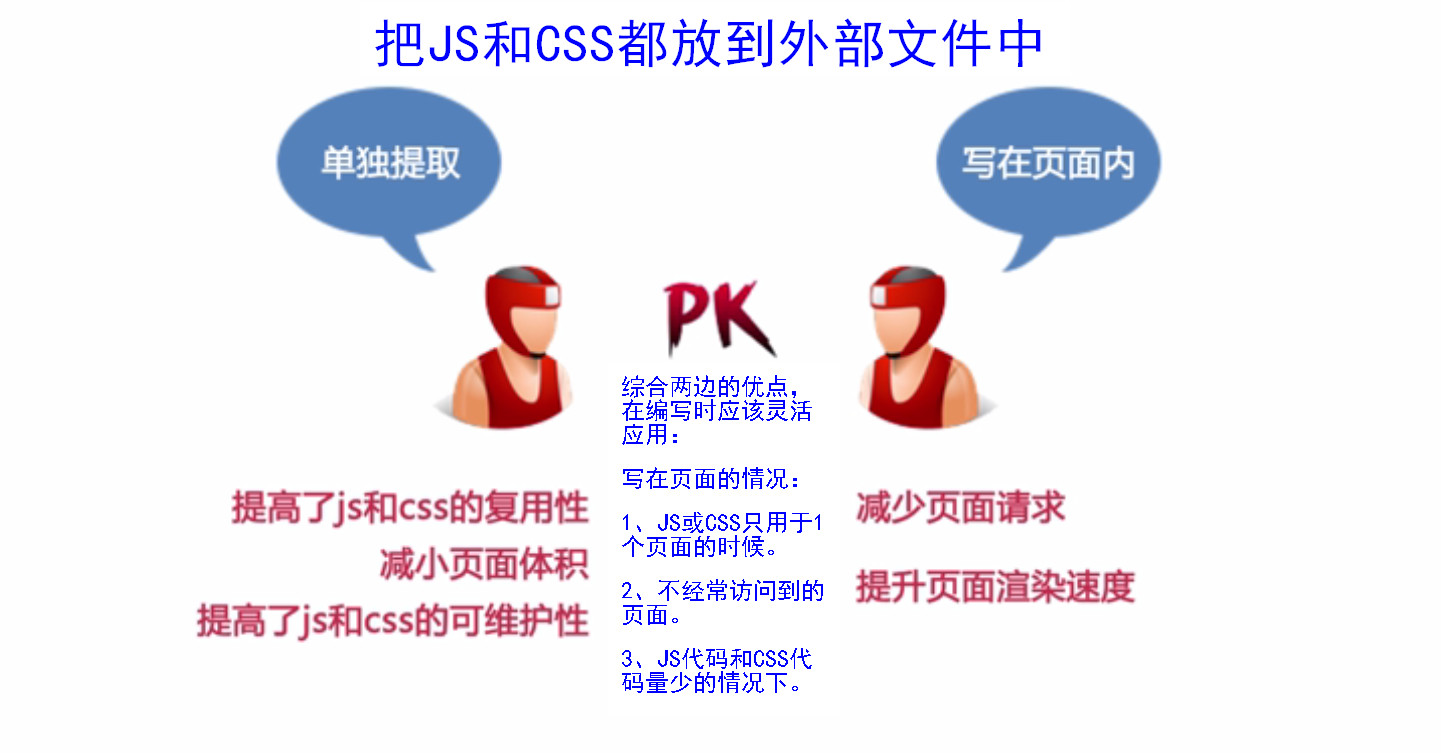 把JS和CSS都放到外部文件中
单独提取
写在页面内
PK
提高了js和css的复用性
减小页面体积
提高了js和css的可维护性
综合两边的优点，
在编写时应该灵活
应用：
写在页面的情况：
1、JS或CSS只用于1
个页面的时候。
2、不经常访问到的
页面。
3、JS代码和CSS代
码量少的情况下。
减少页面请求
提升页面渲染速度